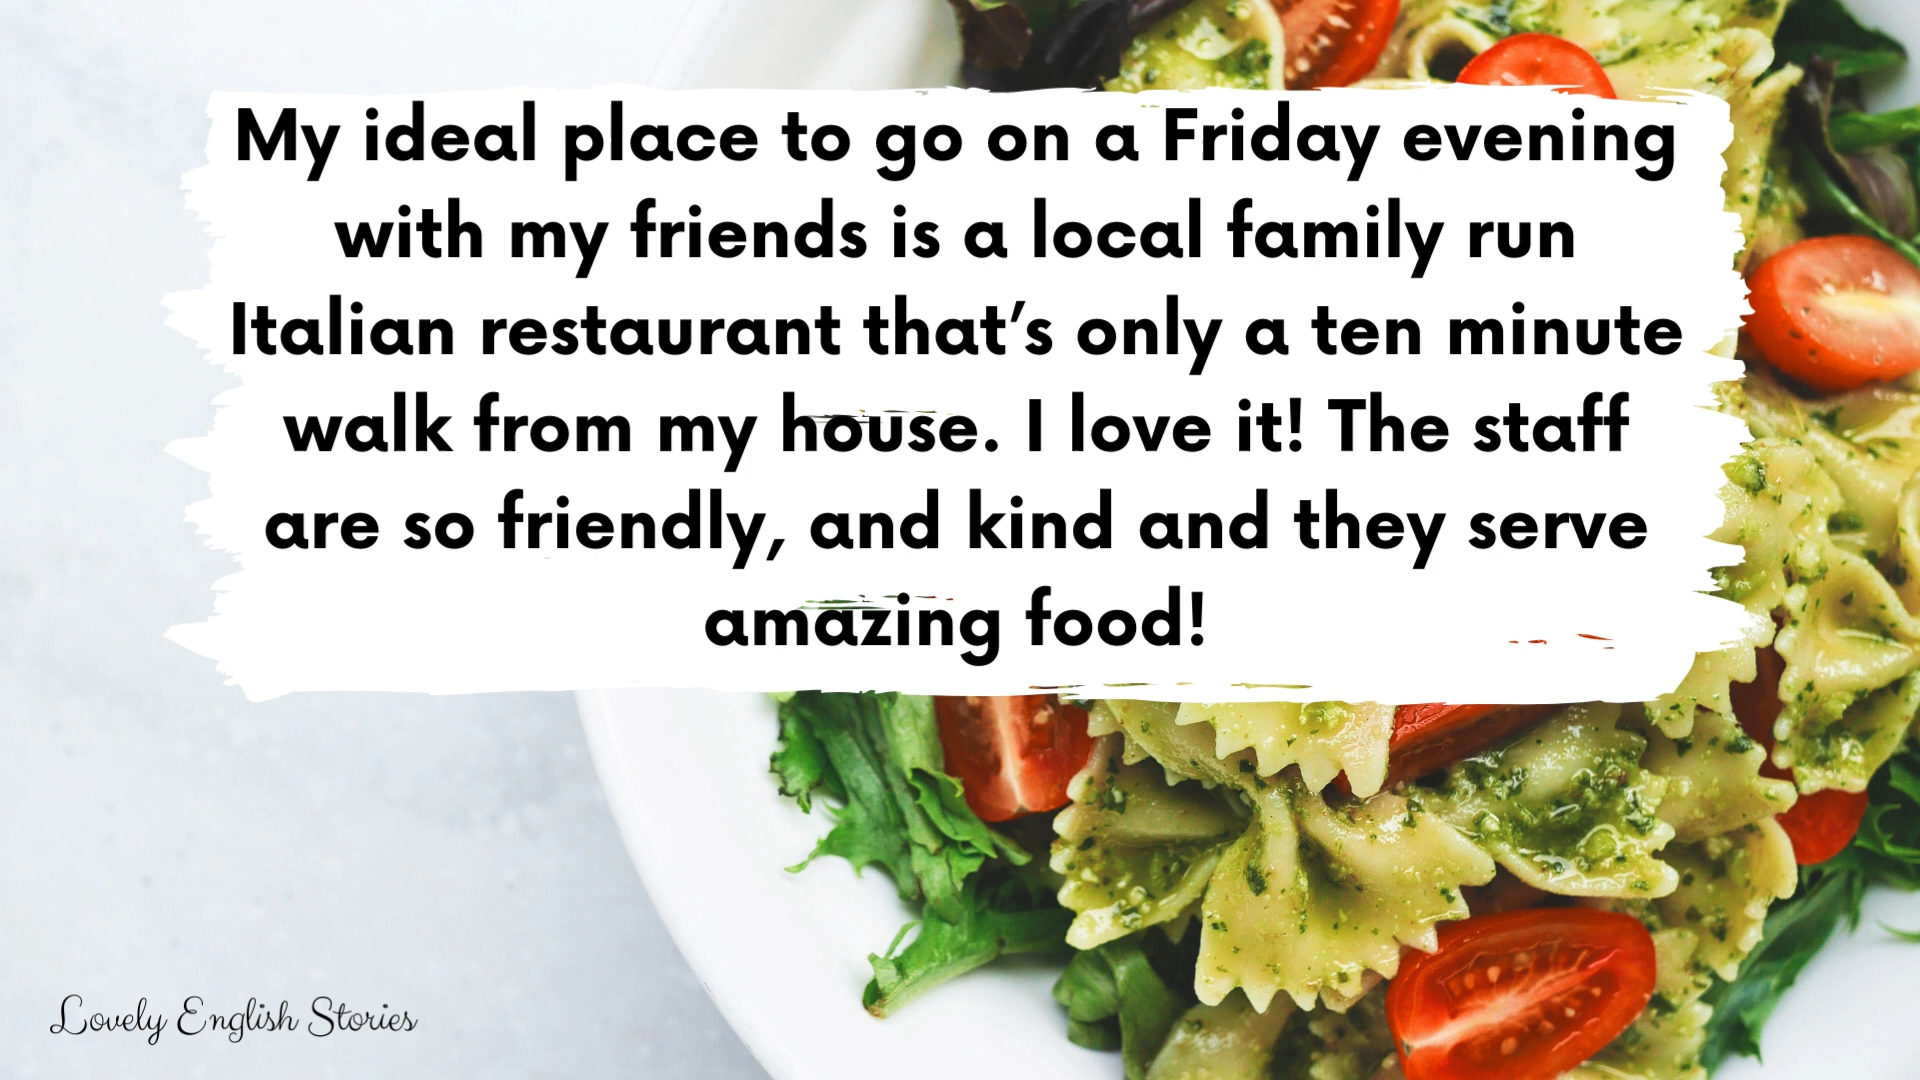 My ideal place to go on a Friday evening
with my friends is a local family run
Italian restaurant that’s only a ten minute
walk from my house. I love it! The staff
are so friendly, and kind and they serve
amazing food!
Lovely English Stories